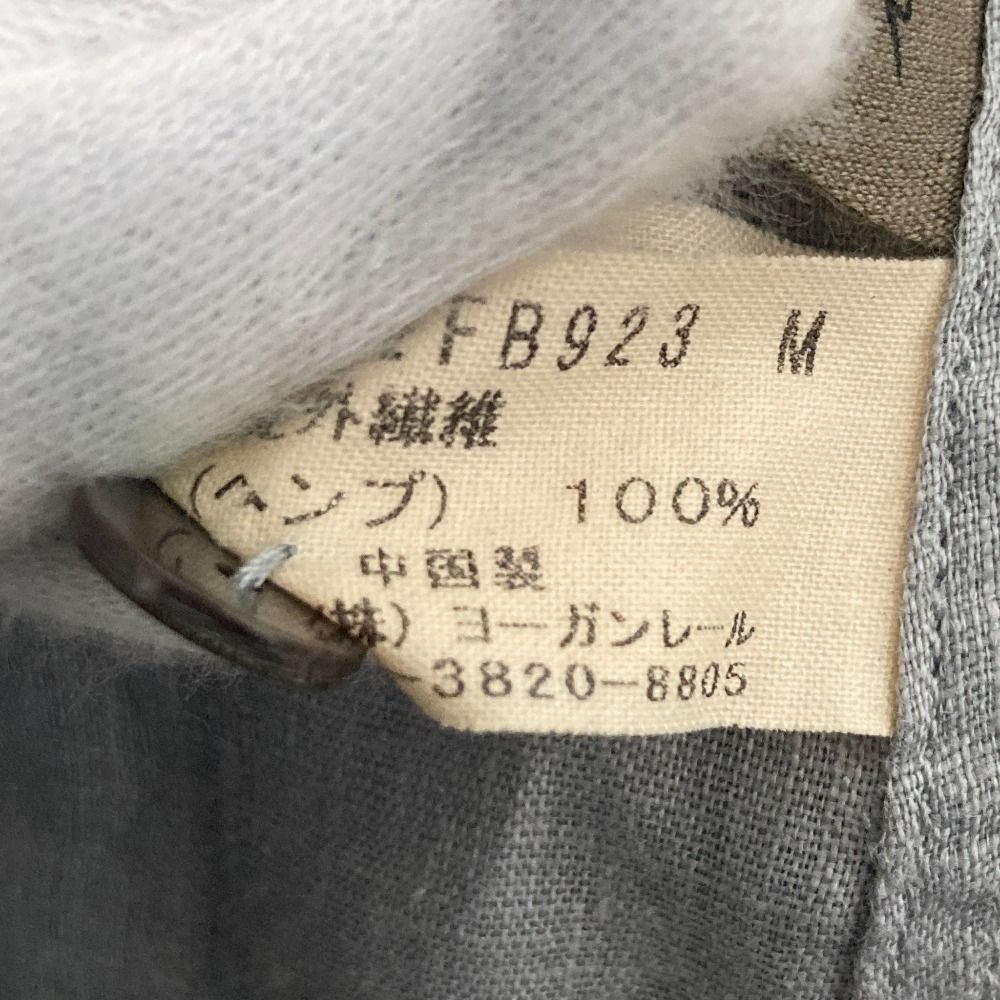 FB923 M
外繊維
(ヘンプ) 100%
中国製
(株) ヨーガンレール
-3820-8805